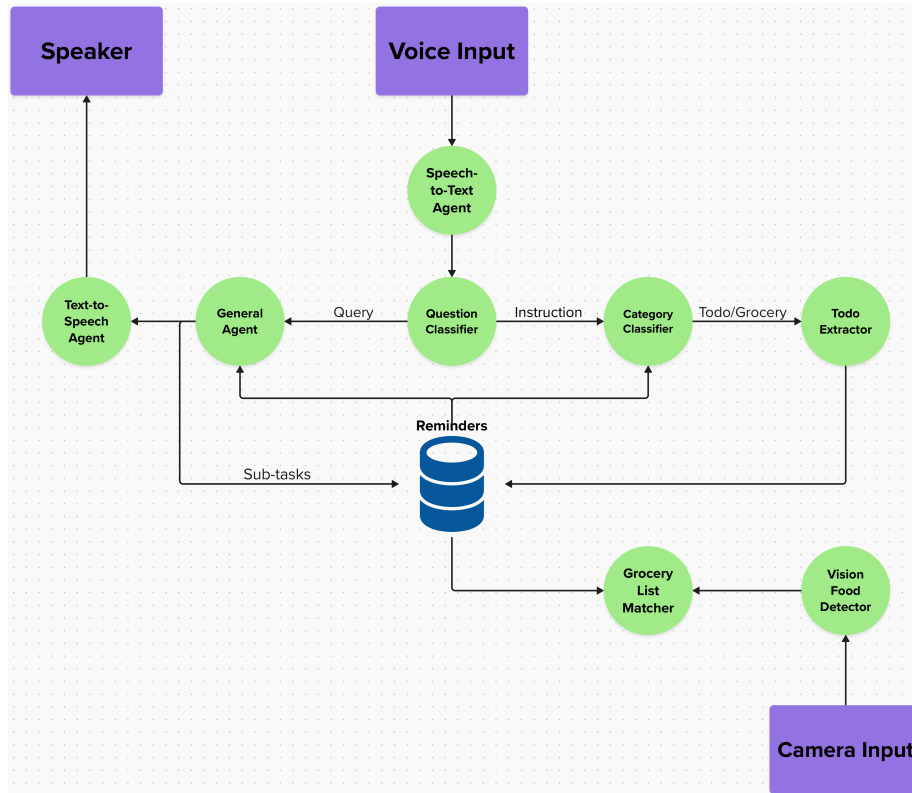 Speaker
Voice Input
Speech-
to-Text
Agent
Text-to-
Speech
Agent
General
Agent
Query
Question
Classifier
Instruction
Category
Classifier
Todo/Grocery
Todo
Extractor
Reminders
Sub-tasks
Grocery
List
Matcher
Vision
Food
Detector
Camera Input